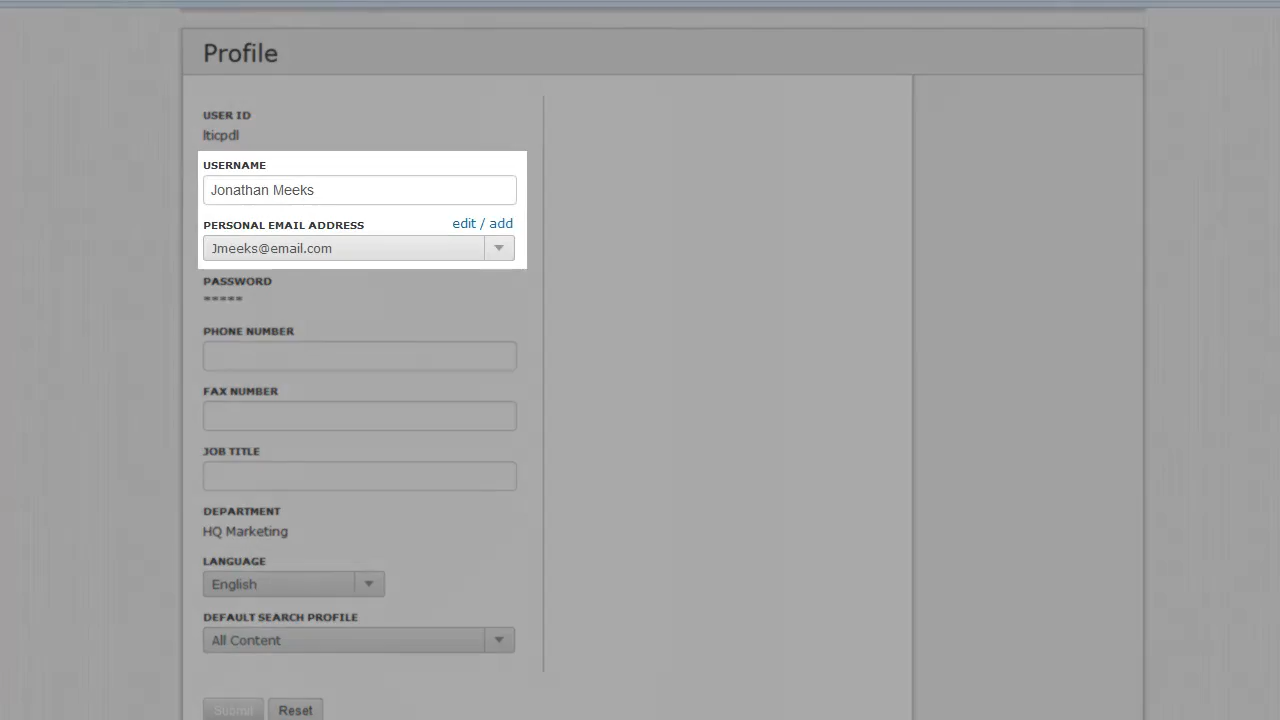 Profile
USER ID
lticpdl
USERNAME
Jonathan Meeks
PERSONAL EMAIL ADDRESS edit / add
Jmeeks@email.com
PASSWORD
=====
PHONE NUMBER
FAX NUMBER
JOB TITLE
DEPARTMENT
HQ Marketing
LANGUAGE
English
DEFAULT SEARCH PROFILE
All Content
Submit Reset